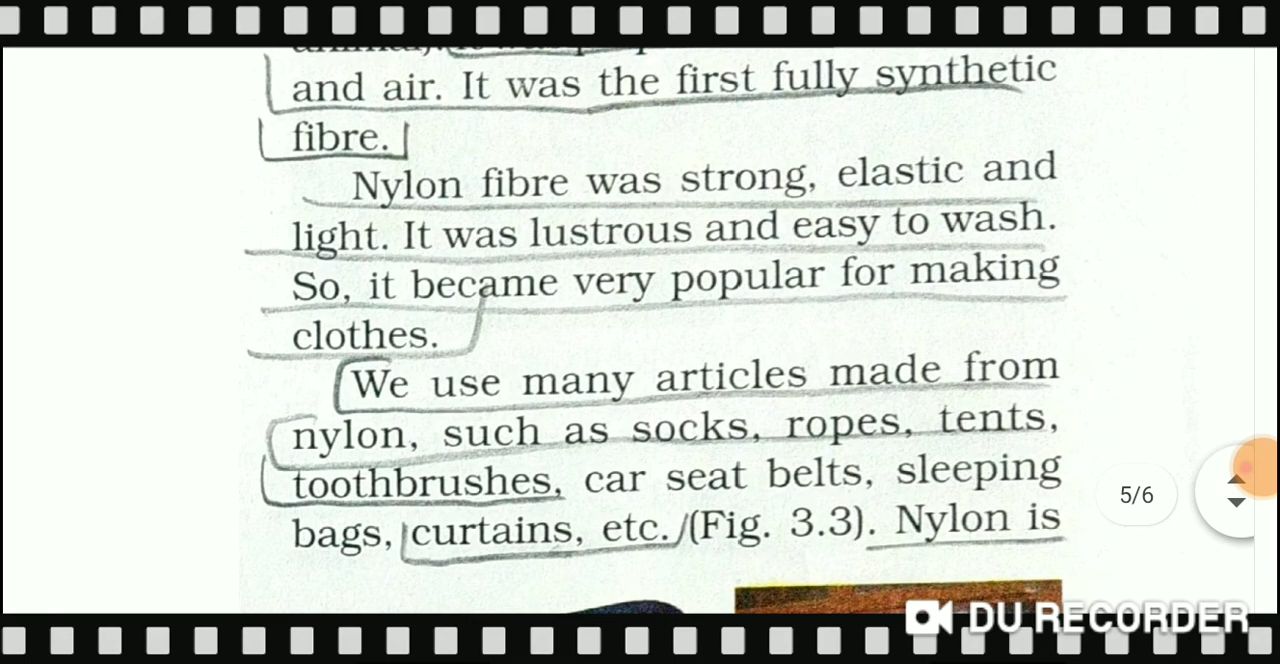 and air. It was the first fully synthetic
fibre.
Nylon fibre was strong, elastic and
light. It was lustrous and easy to wash.
So, it became very popular for making
clothes.
We use many articles made from
nylon, such as socks, ropes, tents,
toothbrushes, car seat belts, sleeping
bags, curtains, etc. (Fig. 3.3). Nylon is
5/6
DU RECORDER